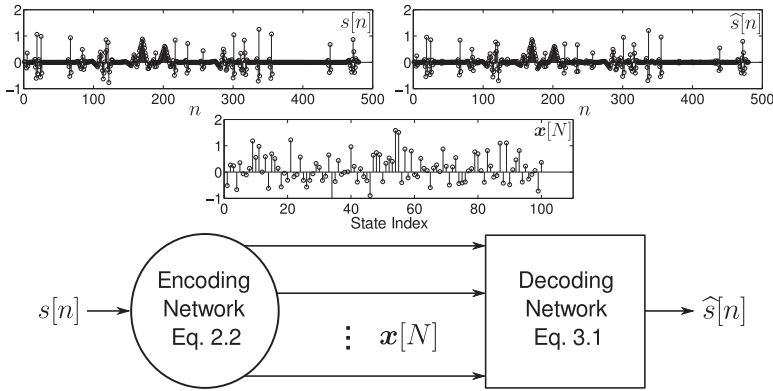 2
1
0
−1
0
100
200
300
400
500
n
s[n]
2
1
0
−1
0
100
200
300
400
500
n
ŝ[n]
2
1
0
−1
0
20
40
60
80
100
State Index
x[N]
s[n]
Encoding
Network
Eq. 2.2
⋮ x[N]
Decoding
Network
Eq. 3.1
ŝ[n]